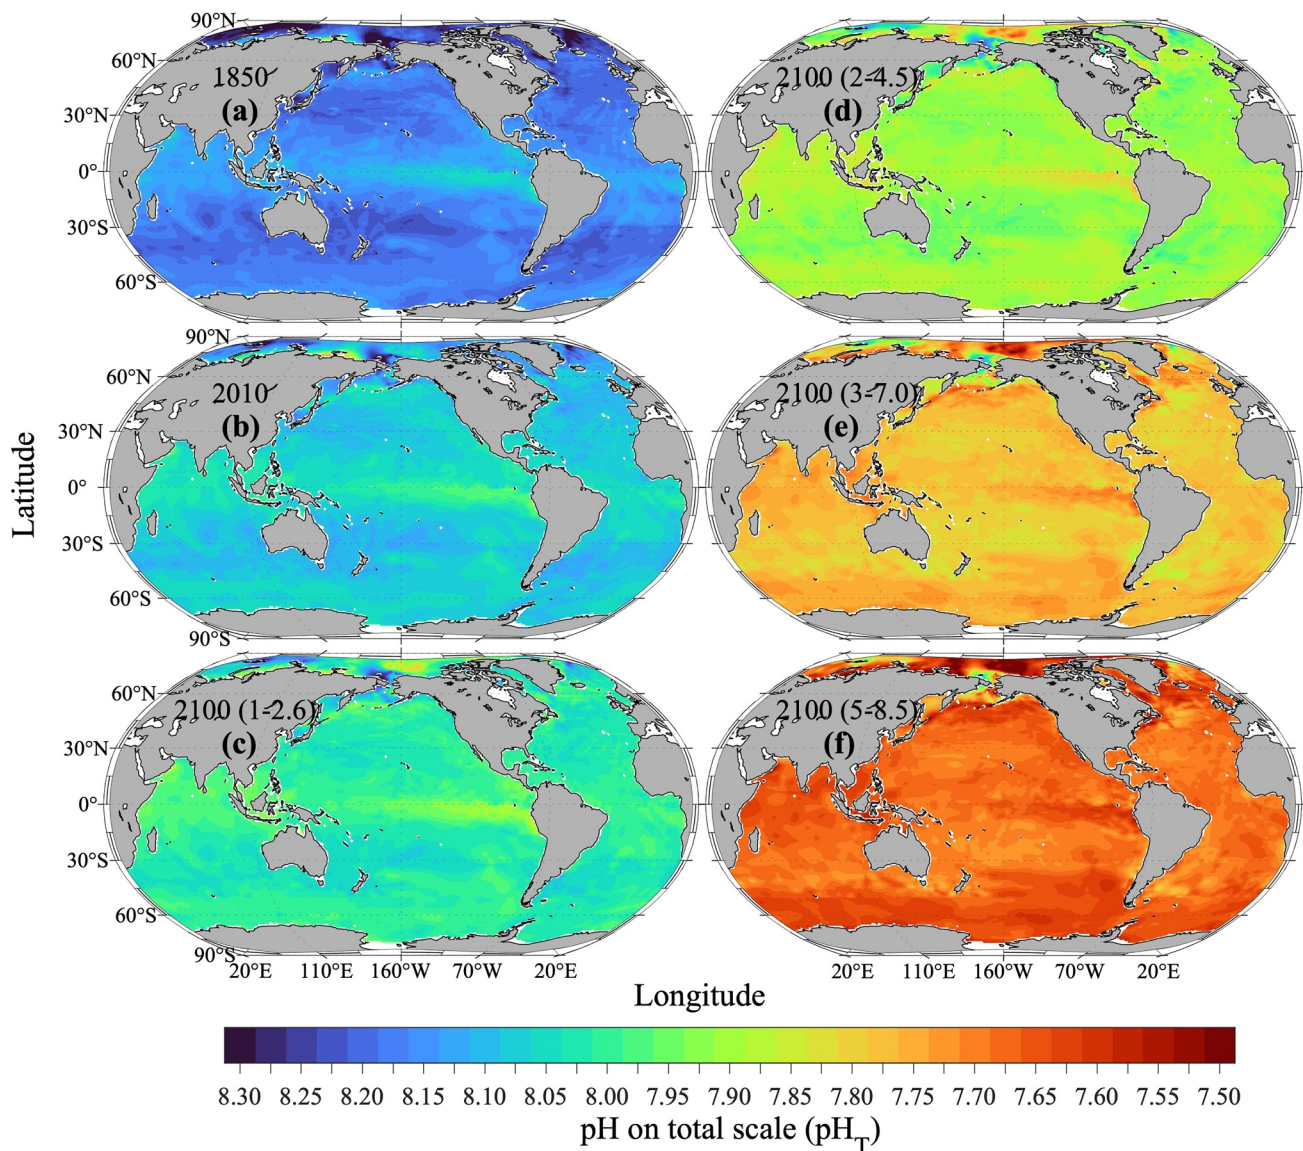 90°N
60°N
30°N
0°
30°S
60°S
1850
(a)
2100 (2-4.5)
(d)
90°N
60°N
30°N
0°
30°S
60°S
90°S
2010
(b)
2100 (3-7.0)
(e)
60°N
30°N
0°
30°S
60°S
90°S
2100 (1-2.6)
(c)
2100 (5-8.5)
(f)
Latitude
20°E 110°E 160°W 70°W 20°E
20°E 110°E 160°W 70°W 20°E
Longitude
8.30 8.25 8.20 8.15 8.10 8.05 8.00 7.95 7.90 7.85 7.80 7.75 7.70 7.65 7.60 7.55 7.50
pH on total scale (pH_T)